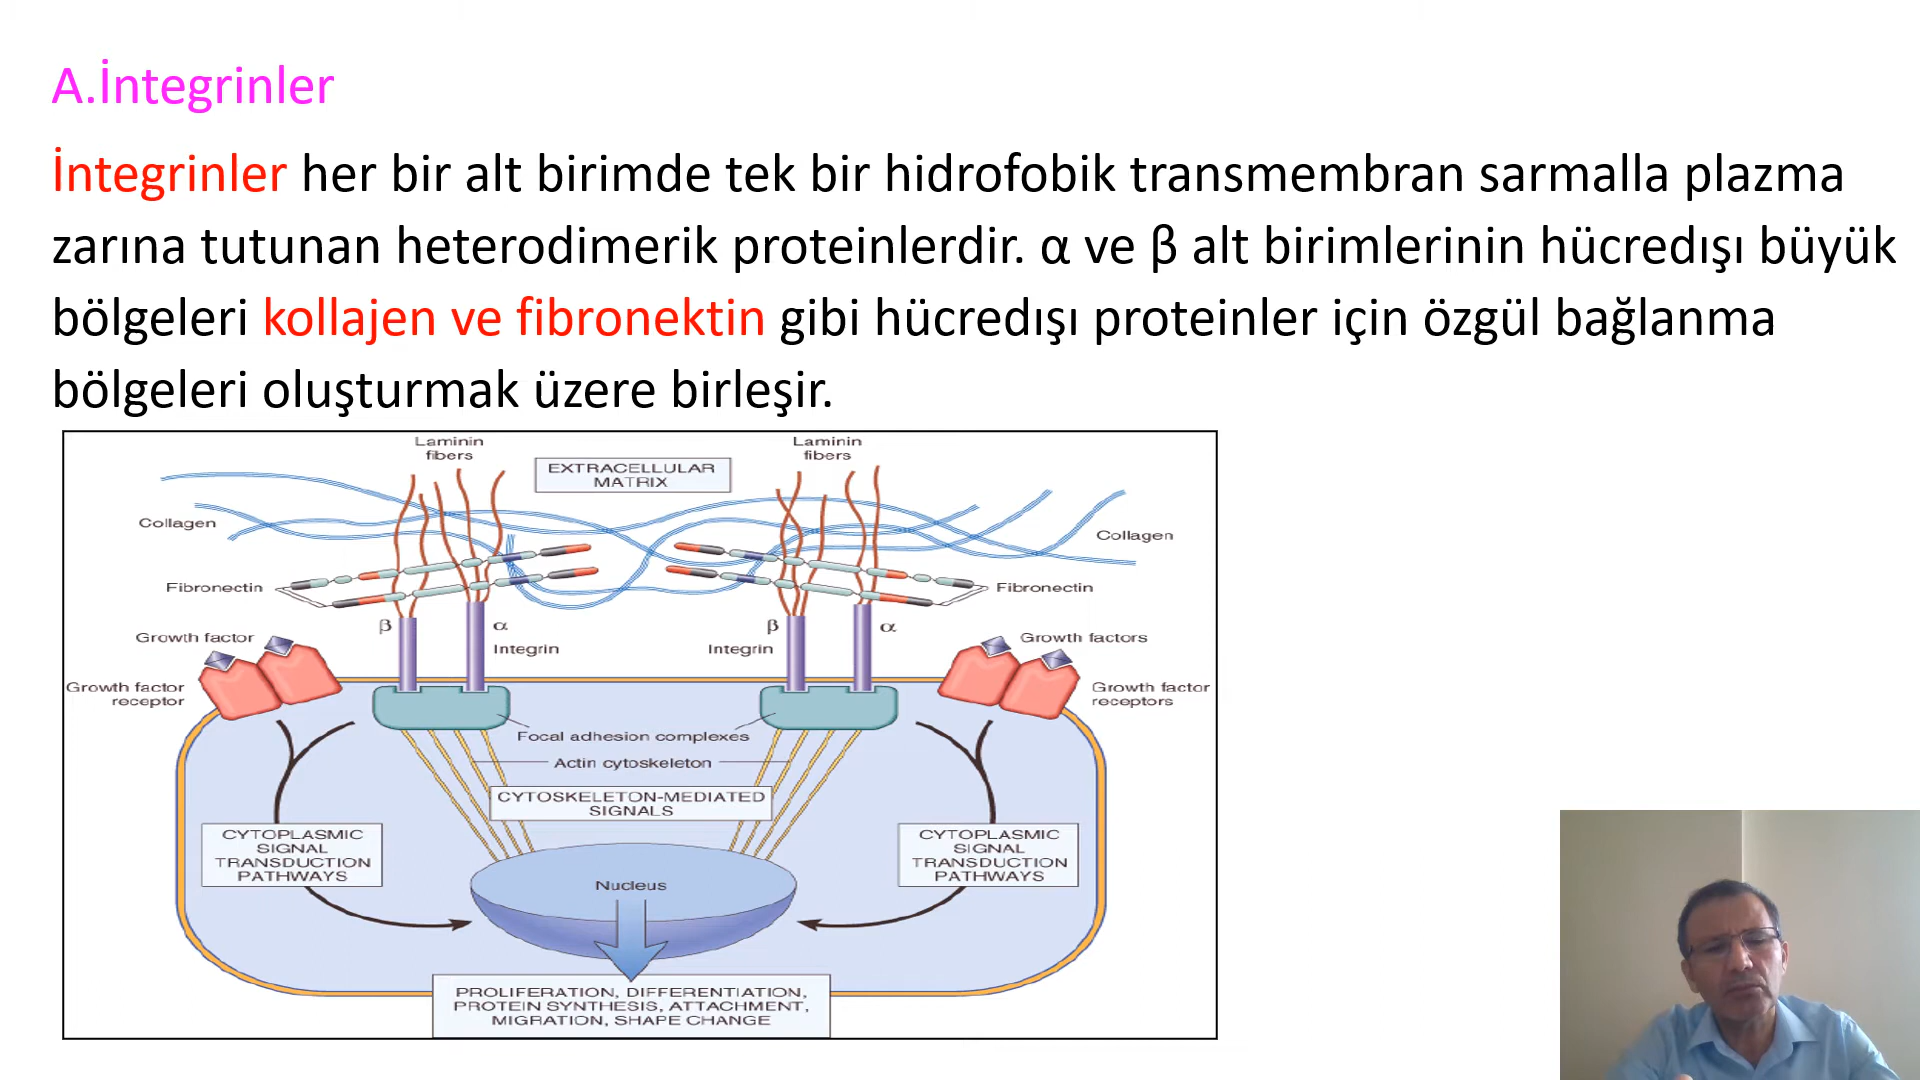 A.İntegrinler
İntegrinler her bir alt birimde tek bir hidrofobik transmembran sarmalla plazma
zarına tutunan heterodimerik proteinlerdir. α ve β alt birimlerinin hücredışı büyük
bölgeleri kollajen ve fibronektin gibi hücredışı proteinler için özgül bağlanma
bölgeleri oluşturmak üzere birleşir.
Laminin
fibers
Laminin
fibers
EXTRACELLULAR
MATRIX
Collagen
Collagen
Fibronectin
Fibronectin
β
α
β
α
Growth factor
Integrin
Integrin
Growth factors
Growth factor
receptor
Growth factor
receptors
Focal adhesion complexes
Actin cytoskeleton
CYTOSKELETON-MEDIATED
SIGNALS
CYTOPLASMIC
SIGNAL
TRANSDUCTION
PATHWAYS
CYTOPLASMIC
SIGNAL
TRANSDUCTION
PATHWAYS
Nucleus
PROLIFERATION, DIFFERENTIATION,
PROTEIN SYNTHESIS, ATTACHMENT,
MIGRATION, SHAPE CHANGE